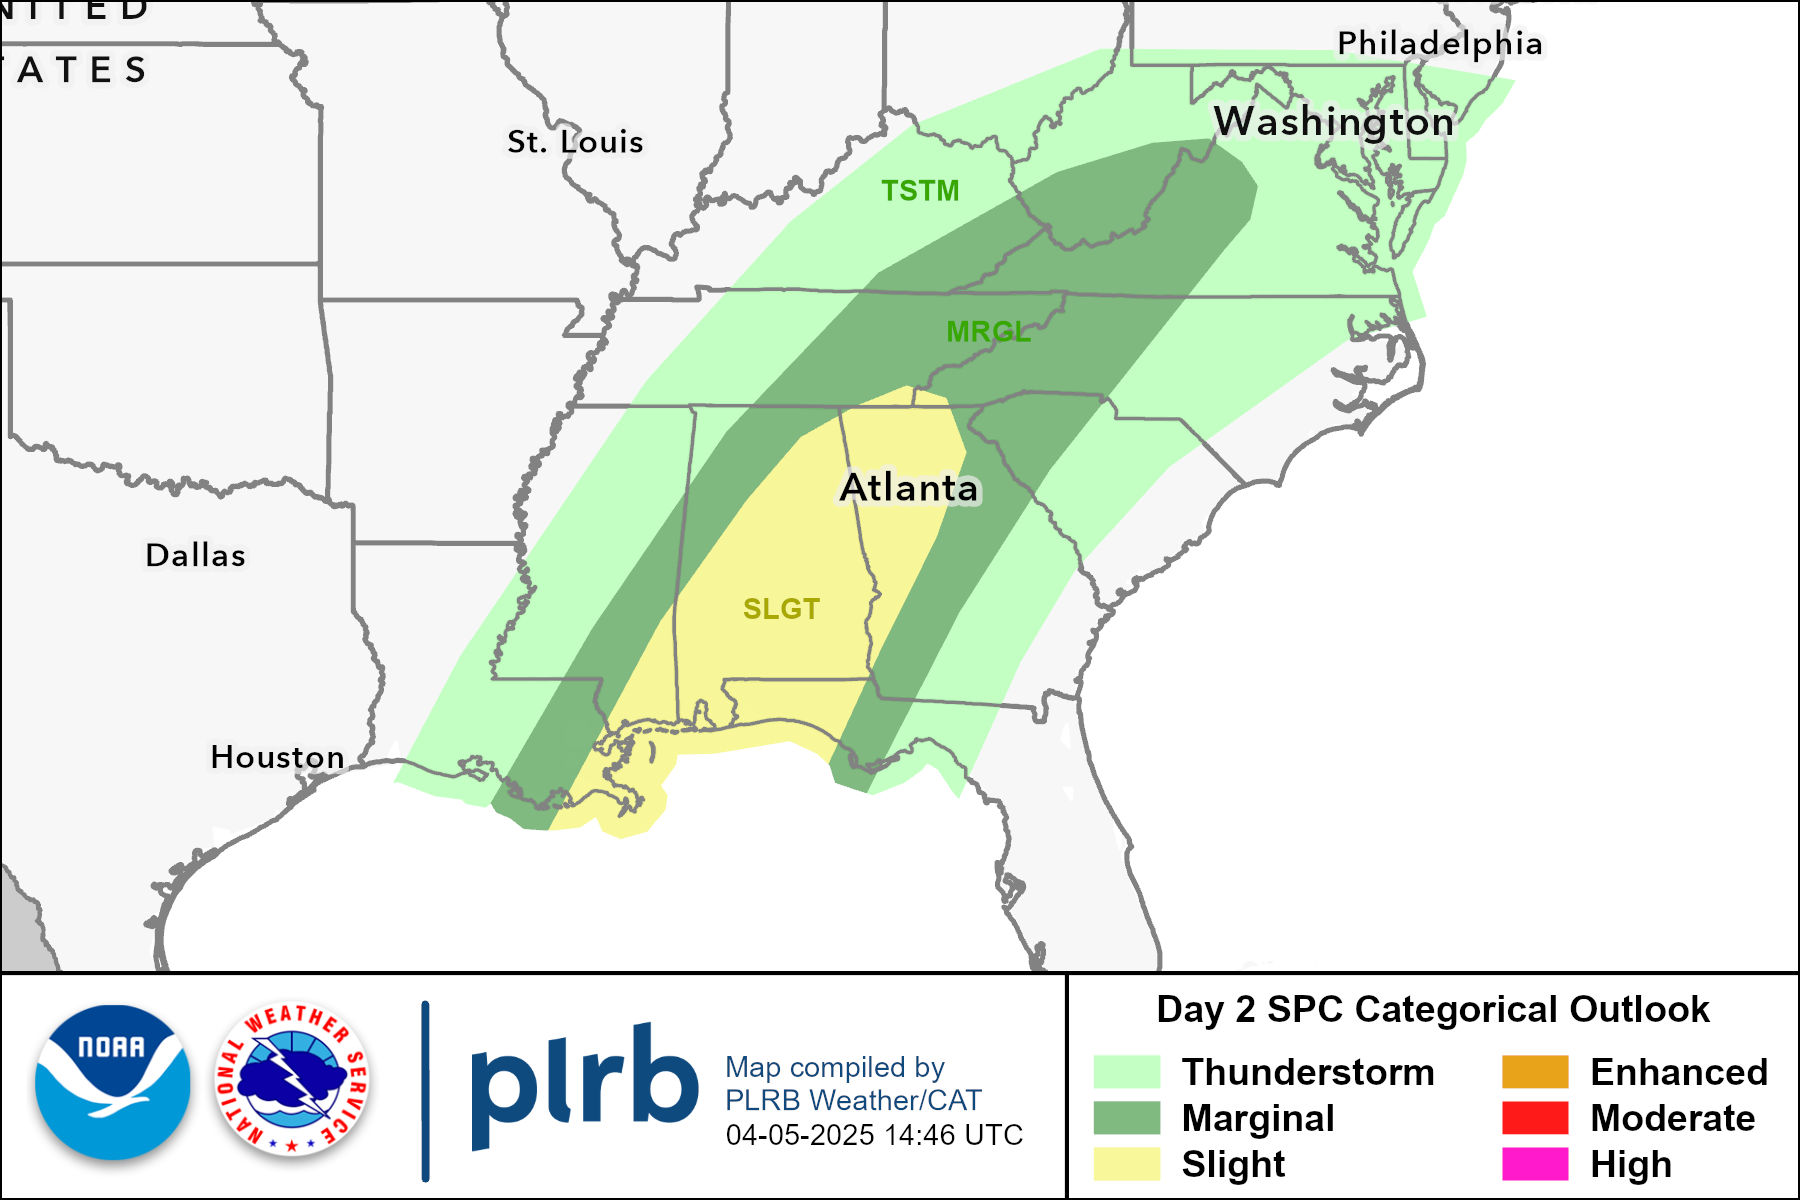 NITED
TATES
Philadelphia
Washington
St. Louis
TSTM
MRGL
Atlanta
Dallas
SLGT
Houston
NOAA
NATIONAL WEATHER SERVICE
plrb
Map compiled by
PLRB Weather/CAT
04-05-2025 14:46 UTC
Day 2 SPC Categorical Outlook
Thunderstorm
Marginal
Slight
Enhanced
Moderate
High